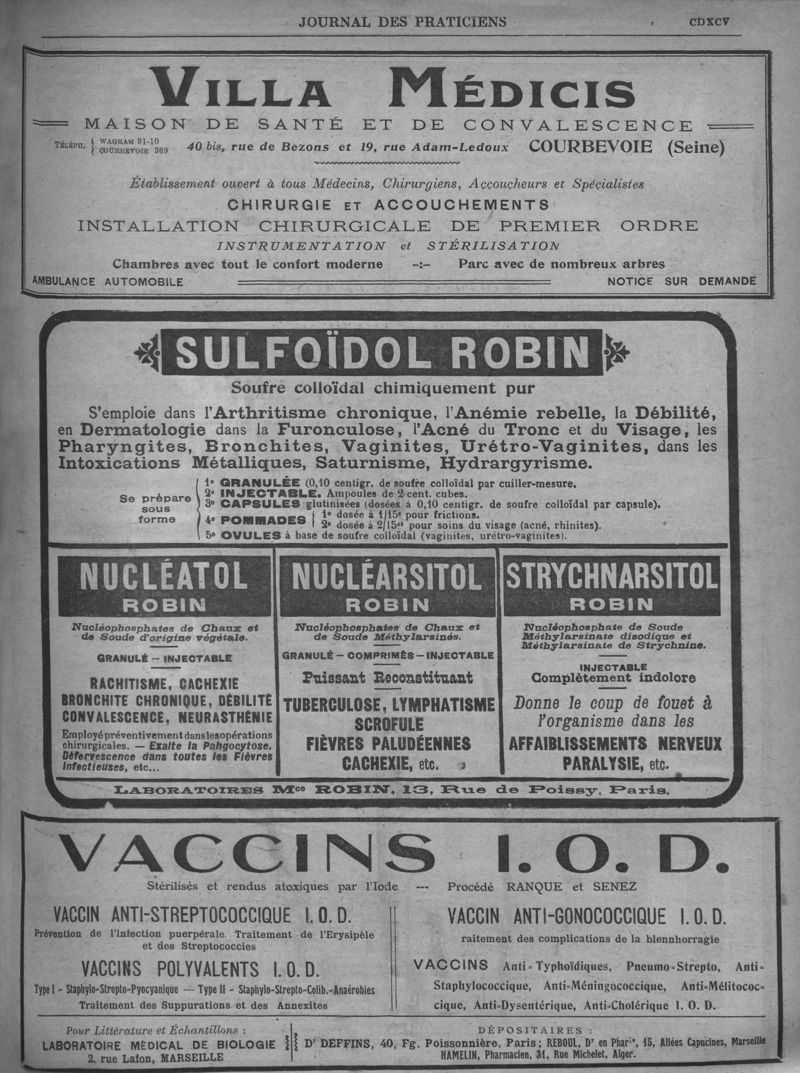 JOURNAL DES PRATICIENS
CDXCV
VILLA MÉDICIS
MAISON DE SANTÉ ET DE CONVALESCENCE
TÉLÉPH. { WAGRAM 91-10
COURBEVOIE 369
40 bis, rue de Bezons et 19, rue Adam-Ledoux COURBEVOIE (Seine)
Établissement ouvert à tous Médecins, Chirurgiens, Accoucheurs et Spécialistes
CHIRURGIE ET ACCOUCHEMENTS
INSTALLATION CHIRURGICALE DE PREMIER ORDRE
INSTRUMENTATION et STÉRILISATION
Chambres avec tout le confort moderne -:- Parc avec de nombreux arbres
AMBULANCE AUTOMOBILE
NOTICE SUR DEMANDE
SULFOÏDOL ROBIN
Soufre colloïdal chimiquement pur
S'emploie dans l'Arthritisme chronique, l'Anémie rebelle, la Débilité,
en Dermatologie dans la Furonculose, l'Acné du Tronc et du Visage, les
Pharyngites, Bronchites, Vaginites, Urétro-Vaginites, dans les
Intoxications Métalliques, Saturnisme, Hydrargyrisme.
Se prépare
sous
forme
1º GRANULÉE (0,10 centigr. de soufre colloïdal par cuiller-mesure.
2º INJECTABLE. Ampoules de 2 cent. cubes.
3º CAPSULES glutinisées (dosées à 0,10 centigr. de soufre colloïdal par capsule).
4º POMMADES { 1º dosée à 1/15e pour frictions.
2º dosée à 2/15es pour soins du visage (acné, rhinites).
5º OVULES à base de soufre colloïdal (vaginites, urétro-vaginites).
NUCLÉATOL
ROBIN
Nucléophosphates de Chaux et
de Soude d'origine végétale.
GRANULÉ — INJECTABLE
RACHITISME, CACHEXIE
BRONCHITE CHRONIQUE, DÉBILITÉ
CONVALESCENCE, NEURASTHÉNIE
Employé préventivement dans les opérations
chirurgicales. — Exalte la Pahgocytose.
Défervescence dans toutes les Fièvres
infectieuses, etc...
NUCLÉARSITOL
ROBIN
Nucléophosphates de Chaux et
de Soude Méthylarsinés.
GRANULÉ — COMPRIMÉS — INJECTABLE
Puissant Reconstituant
TUBERCULOSE, LYMPHATISME
SCROFULE
FIÈVRES PALUDÉENNES
CACHEXIE, etc.
STRYCHNARSITOL
ROBIN
Nucléophosphate de Soude
Méthylarsinate disodique et
Méthylarsinate de Strychnine.
INJECTABLE
Complètement indolore
Donne le coup de fouet à
l'organisme dans les
AFFAIBLISSEMENTS NERVEUX
PARALYSIE, etc.
LABORATOIRES Mce ROBIN, 13, Rue de Poissy, Paris.
VACCINS I. O. D.
Stérilisés et rendus atoxiques par l'Iode --- Procédé RANQUE et SENEZ
VACCIN ANTI-STREPTOCOCCIQUE I. O. D.
Prévention de l'Infection puerpérale. Traitement de l'Erysipèle
et des Streptococcies
VACCINS POLYVALENTS I. O. D.
Type I - Staphylo-Strepto-Pyocyanique — Type II - Staphylo-Strepto-Colib.-Anaérobies
Traitement des Suppurations et des Annexites
VACCIN ANTI-GONOCOCCIQUE I. O. D.
raitement des complications de la blennhorragie
VACCINS Anti-Typhoïdiques, Pneumo-Strepto, Anti-
Staphylococcique, Anti-Méningococcique, Anti-Mélitococ-
cique, Anti-Dysentérique, Anti-Cholérique I. O. D.
Pour Littérature et Échantillons :
LABORATOIRE MÉDICAL DE BIOLOGIE
2, rue Lafon, MARSEILLE
DÉPOSITAIRES :
Dr DEFFINS, 40, Fg. Poissonnière, Paris ; REBOUL, Dr en Pharie, 15, Allées Capucines, Marseille
HAMELIN, Pharmacien, 31, Rue Michelet, Alger.